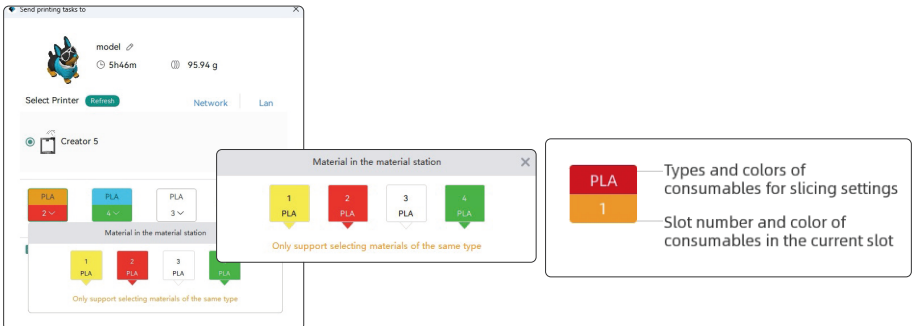 Send printing tasks to
model
5h46m
95.94 g
Select Printer
Refresh
Network
Lan
Creator 5
PLA
2
PLA
4
PLA
3
Material in the material station
1
PLA
2
PLA
3
PLA
PLA
Only support selecting materials of the same type
Material in the material station
1
PLA
2
PLA
3
PLA
4
PLA
Only support selecting materials of the same type
PLA
1
Types and colors of
consumables for slicing settings
Slot number and color of
consumables in the current slot